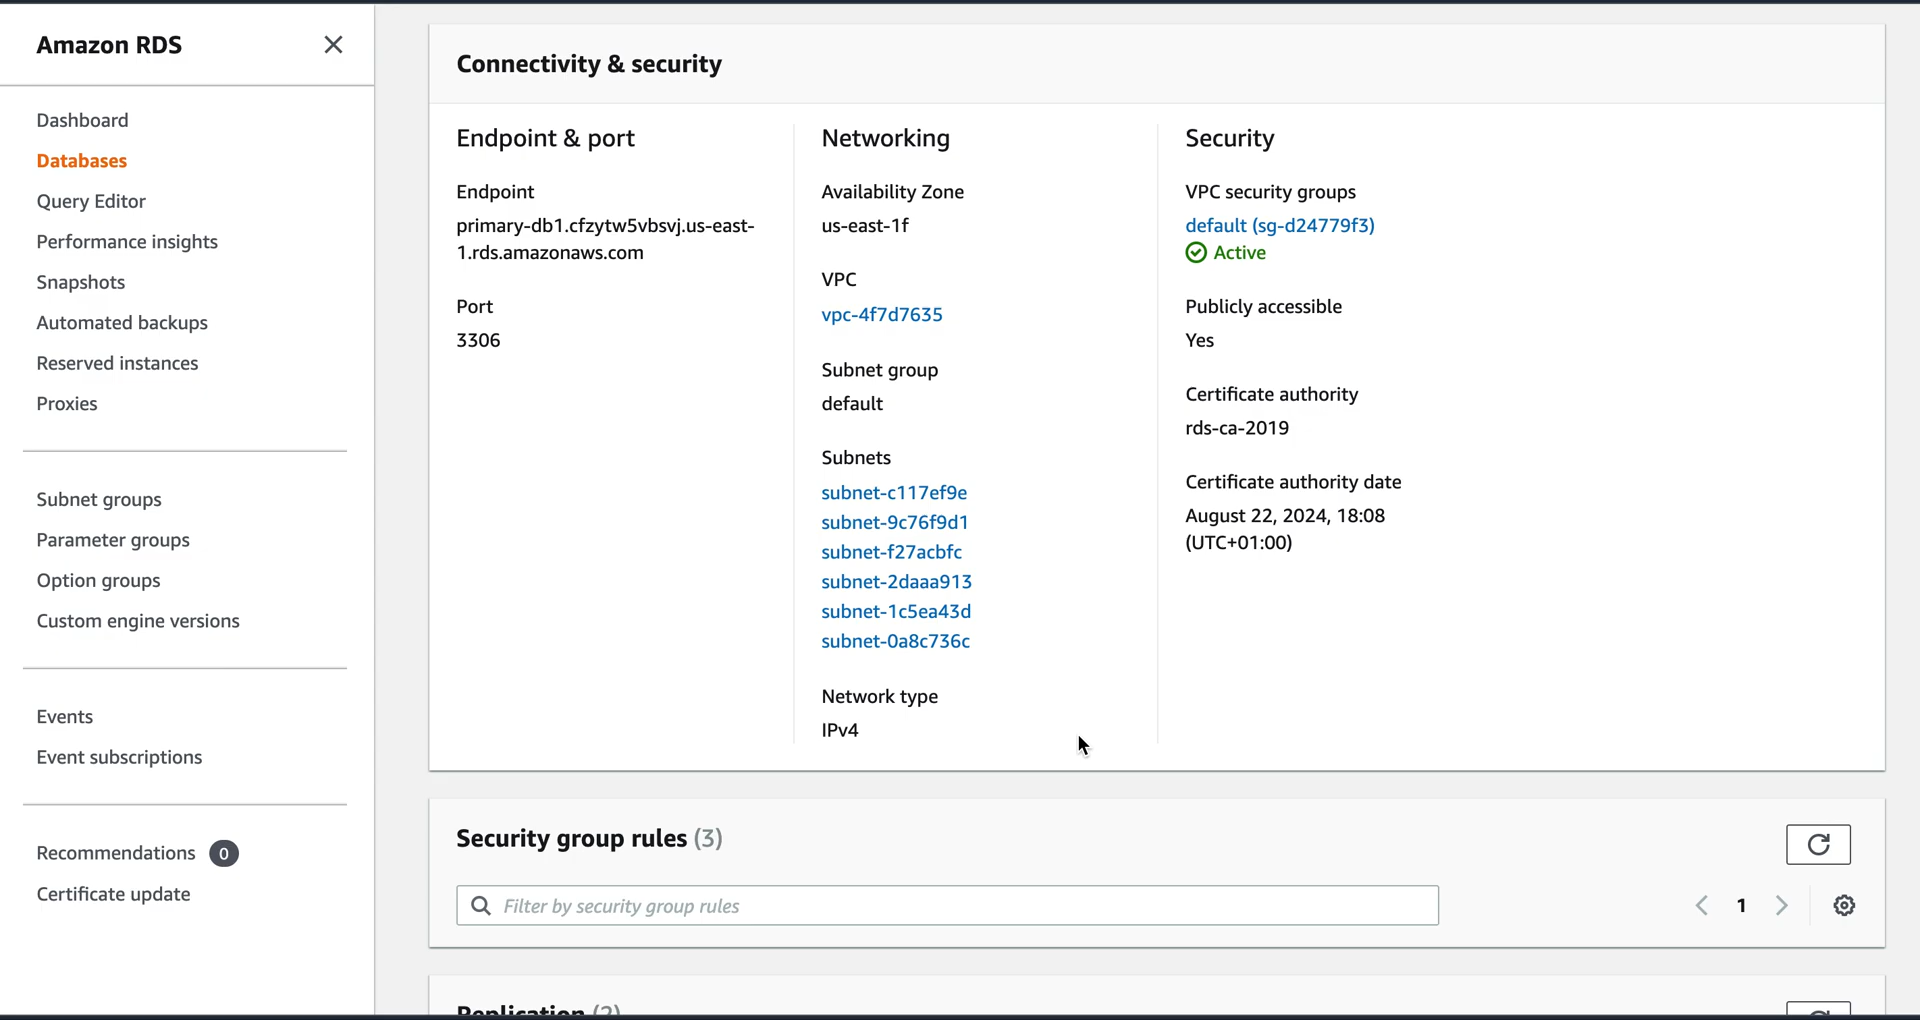 Amazon RDS
Dashboard
Databases
Query Editor
Performance insights
Snapshots
Automated backups
Reserved instances
Proxies
Subnet groups
Parameter groups
Option groups
Custom engine versions
Events
Event subscriptions
Recommendations 0
Certificate update
Connectivity & security
Endpoint & port
Endpoint
primary-db1.cfzytw5vbsvj.us-east-
1.rds.amazonaws.com
Port
3306
Networking
Availability Zone
us-east-1f
VPC
vpc-4f7d7635
Subnet group
default
Subnets
subnet-c117ef9e
subnet-9c76f9d1
subnet-f27acbfc
subnet-2daaa913
subnet-1c5ea43d
subnet-0a8c736c
Network type
IPv4
Security
VPC security groups
default (sg-d24779f3)
Active
Publicly accessible
Yes
Certificate authority
rds-ca-2019
Certificate authority date
August 22, 2024, 18:08
(UTC+01:00)
Security group rules (3)
Filter by security group rules
1
Replication (2)